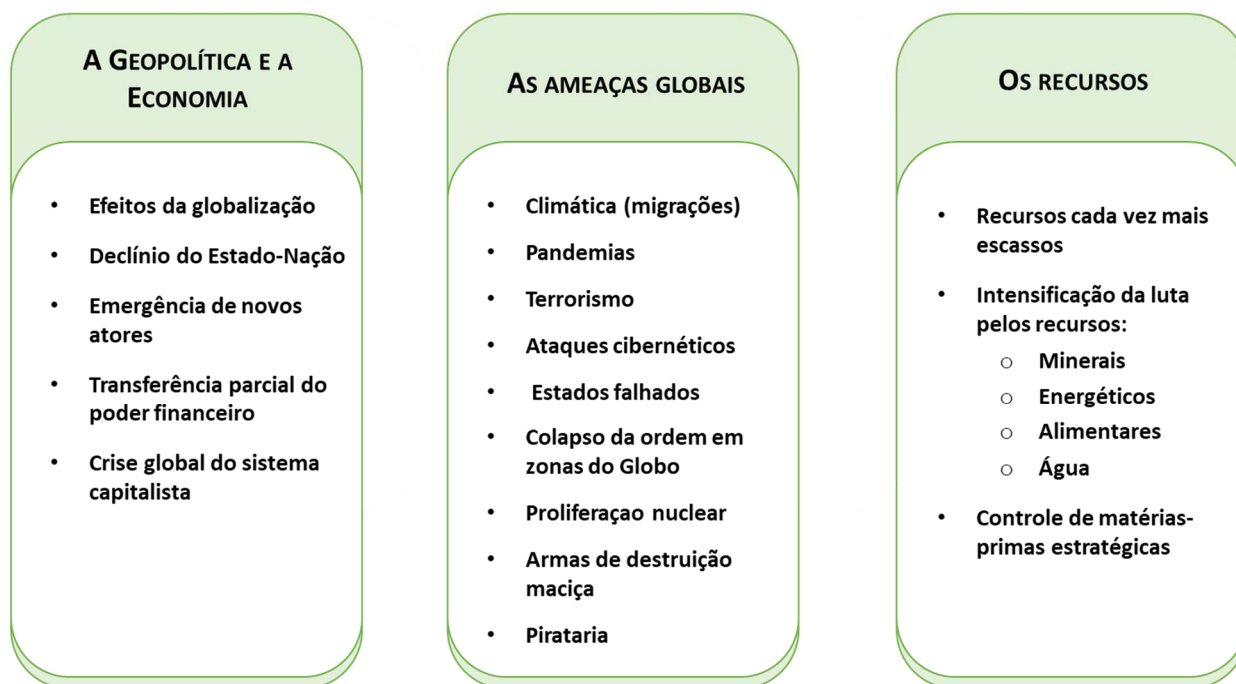 A GEOPOLÍTICA E A
ECONOMIA
• Efeitos da globalização
• Declínio do Estado-Nação
• Emergência de novos
atores
• Transferência parcial do
poder financeiro
• Crise global do sistema
capitalista
AS AMEAÇAS GLOBAIS
• Climática (migrações)
• Pandemias
• Terrorismo
• Ataques cibernéticos
• Estados falhados
• Colapso da ordem em
zonas do Globo
• Proliferaçao nuclear
• Armas de destruição
maciça
• Pirataria
OS RECURSOS
• Recursos cada vez mais
escassos
• Intensificação da luta
pelos recursos:
o Minerais
o Energéticos
o Alimentares
o Água
• Controle de matérias-
primas estratégicas